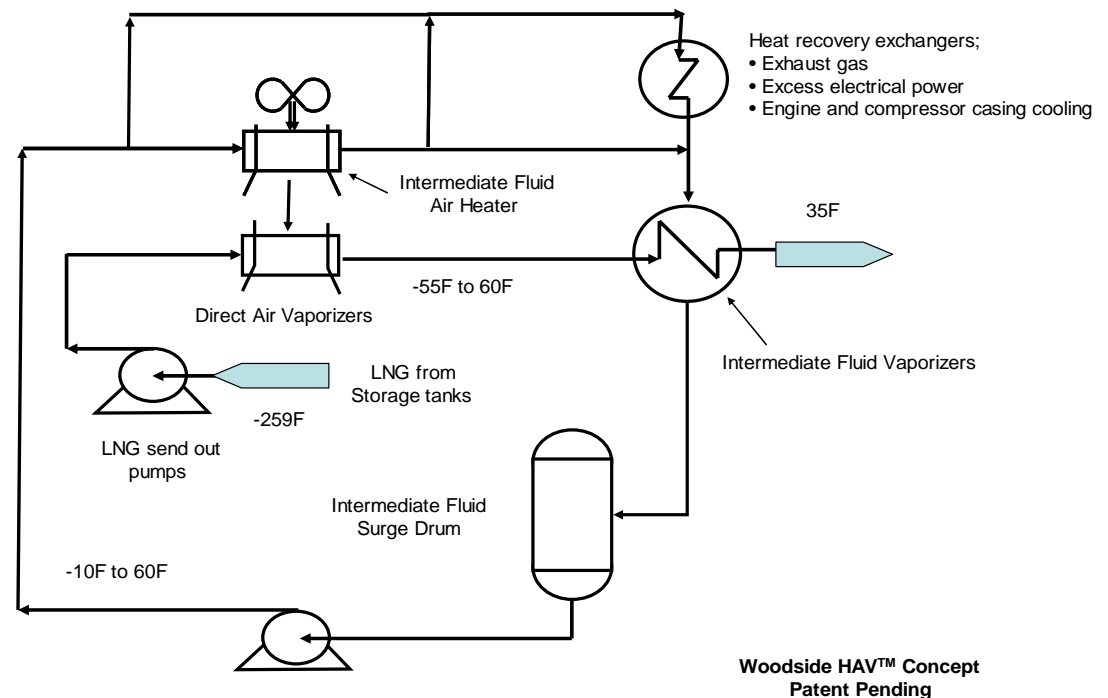 Heat recovery exchangers;
• Exhaust gas
• Excess electrical power
• Engine and compressor casing cooling
Intermediate Fluid
Air Heater
35F
-55F to 60F
Direct Air Vaporizers
Intermediate Fluid Vaporizers
LNG from
Storage tanks
-259F
LNG send out
pumps
Intermediate Fluid
Surge Drum
-10F to 60F
Woodside HAV™ Concept
Patent Pending